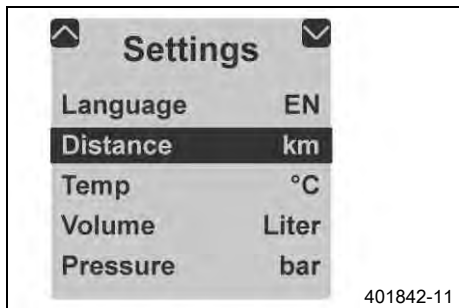 Settings
Language EN
Distance km
Temp °C
Volume Liter
Pressure bar
401842-11